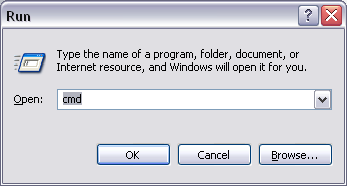 Run
Type the name of a program, folder, document, or
Internet resource, and Windows will open it for you.
Open: cmd
OK Cancel Browse...